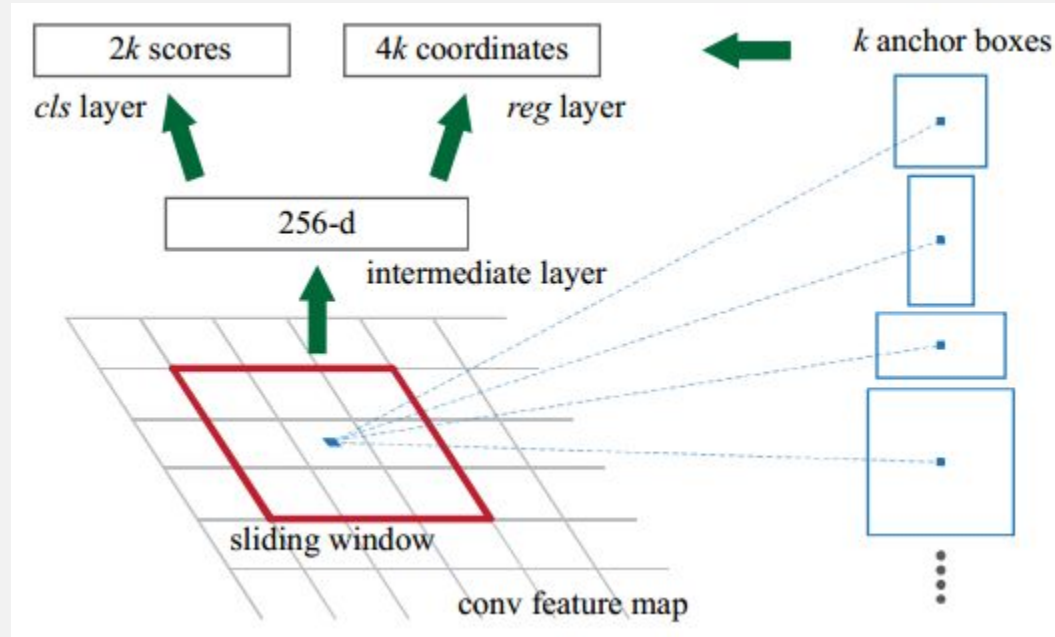 2k scores
4k coordinates
k anchor boxes
cls layer
reg layer
256-d
intermediate layer
sliding window
conv feature map